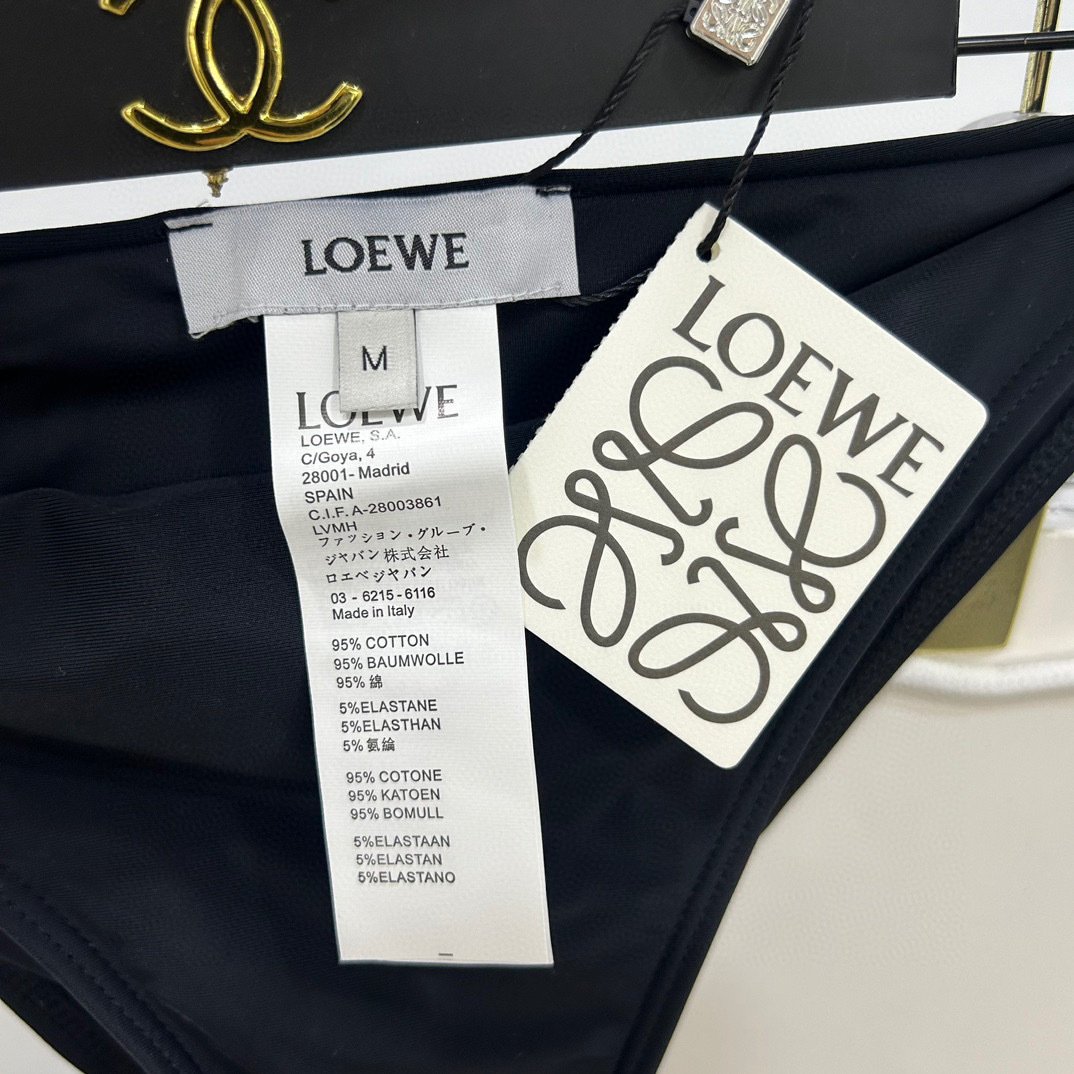 LOEWE
M
LOEWE
LOEWE, S.A.
C/Goya, 4
28001- Madrid
SPAIN
C.I.F. A-28003861
LVMH
ファッション・グループ・
ジャバン株式会社
ロエベジャバン
03 - 6215 - 6116
Made in Italy
95% COTTON
95% BAUMWOLLE
95% 綿
5%ELASTANE
5%ELASTHAN
5% 氨綸
95% COTONE
95% KATOEN
95% BOMULL
5%ELASTAAN
5%ELASTAN
5%ELASTANO
LOEWE